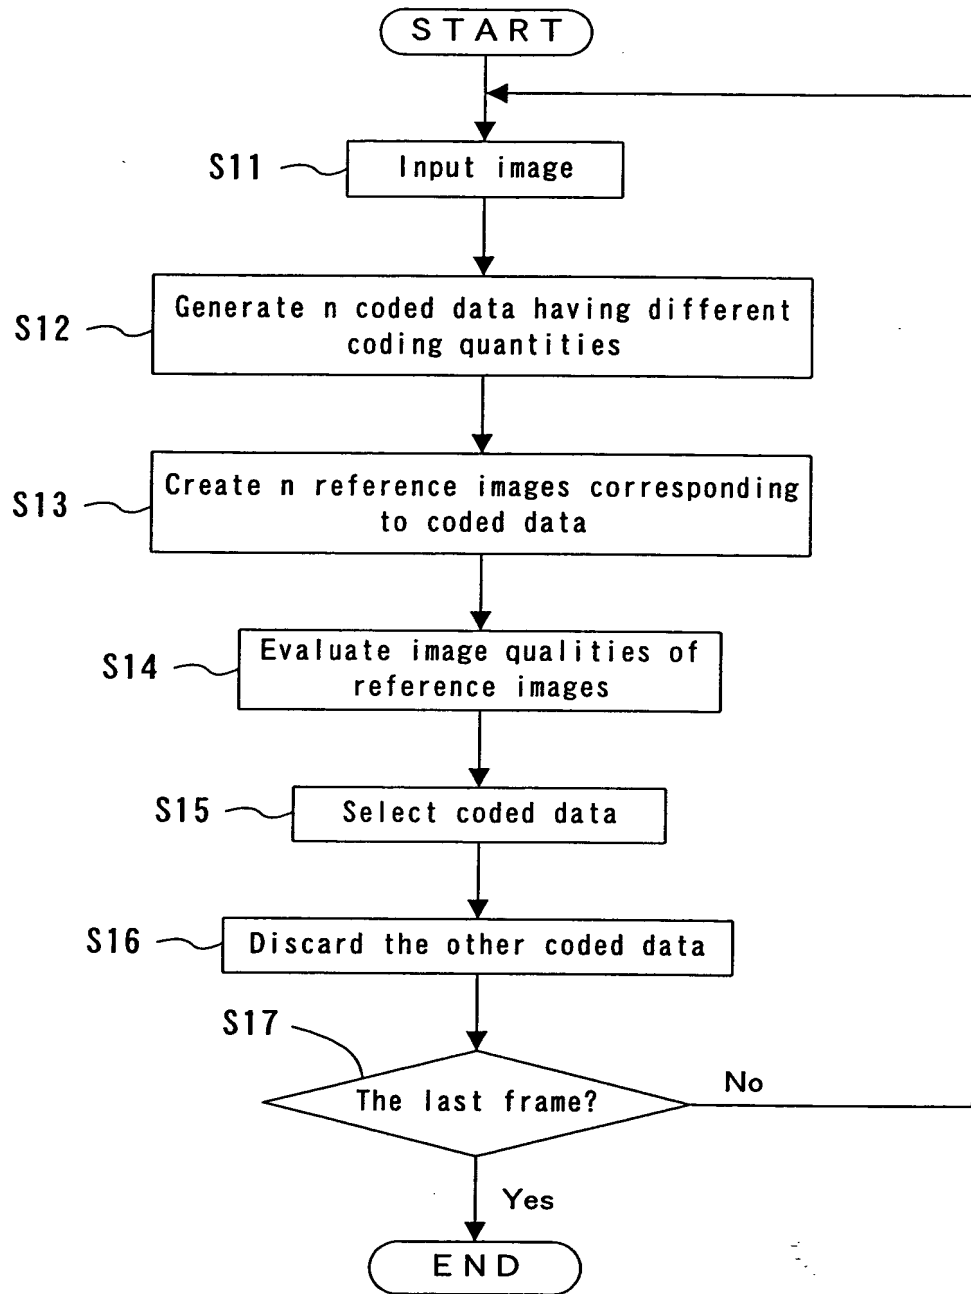 START
S11
Input image
S12
Generate n coded data having different
coding quantities
S13
Create n reference images corresponding
to coded data
S14
Evaluate image qualities of
reference images
S15
Select coded data
S16
Discard the other coded data
S17
The last frame?
No
Yes
END